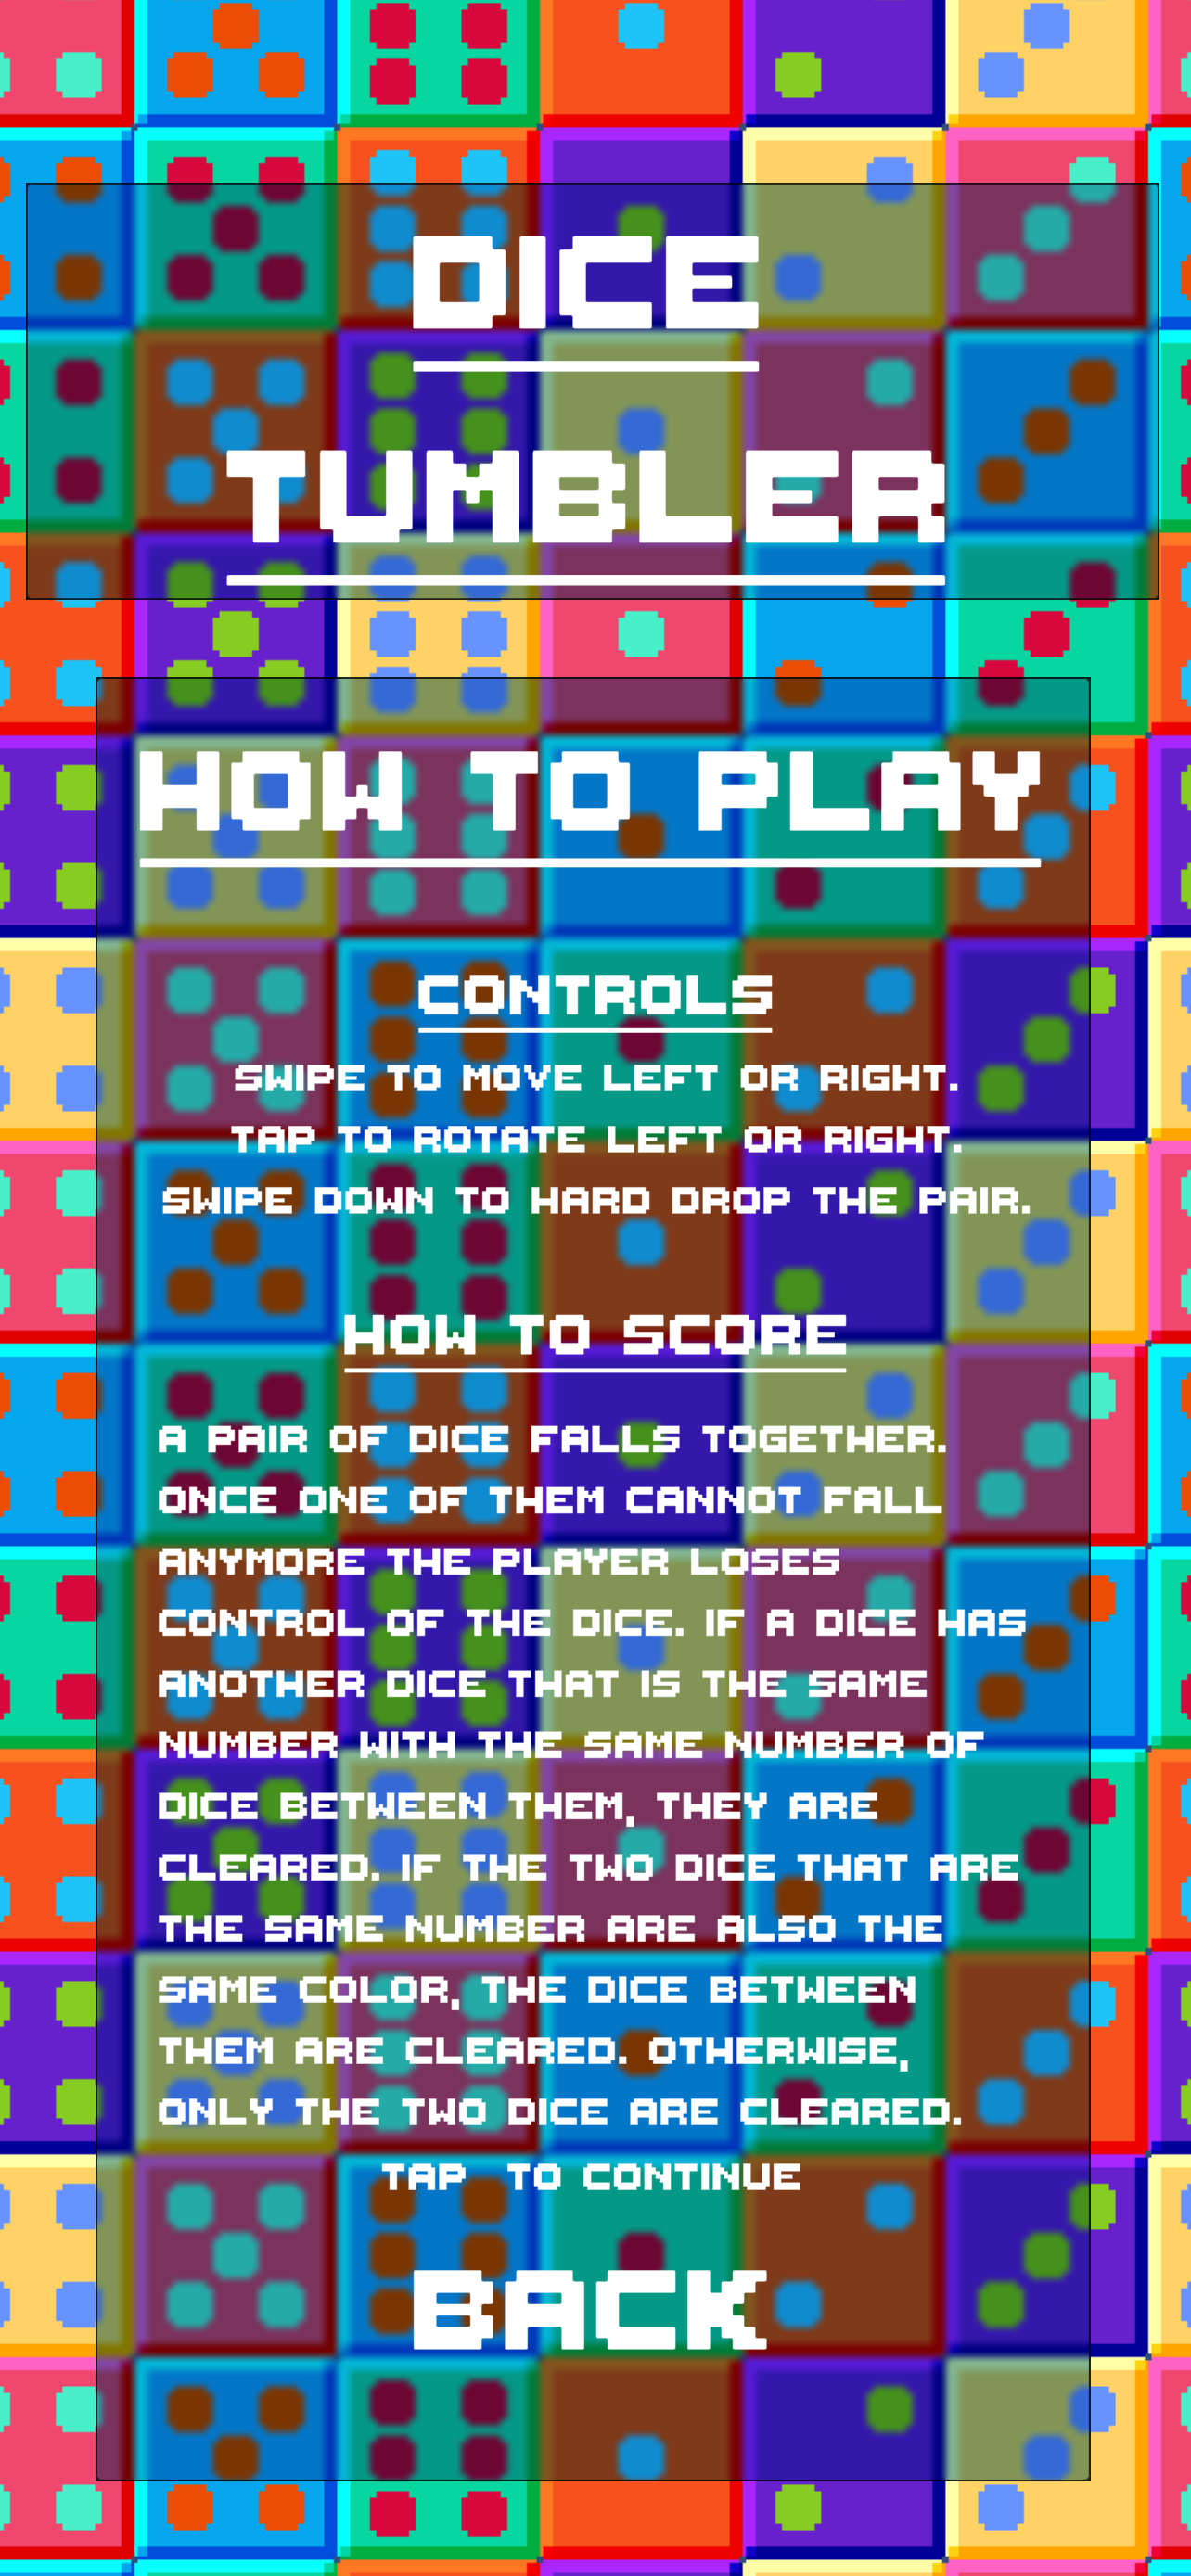 DICE
TUMBLER
HOW TO PLAY
CONTROLS
SWIPE TO MOVE LEFT OR RIGHT.
TAP TO ROTATE LEFT OR RIGHT.
SWIPE DOWN TO HARD DROP THE PAIR.
HOW TO SCORE
A PAIR OF DICE FALLS TOGETHER.
ONCE ONE OF THEM CANNOT FALL
ANYMORE THE PLAYER LOSES
CONTROL OF THE DICE. IF A DICE HAS
ANOTHER DICE THAT IS THE SAME
NUMBER WITH THE SAME NUMBER OF
DICE BETWEEN THEM, THEY ARE
CLEARED. IF THE TWO DICE THAT ARE
THE SAME NUMBER ARE ALSO THE
SAME COLOR, THE DICE BETWEEN
THEM ARE CLEARED. OTHERWISE,
ONLY THE TWO DICE ARE CLEARED.
TAP TO CONTINUE
BACK